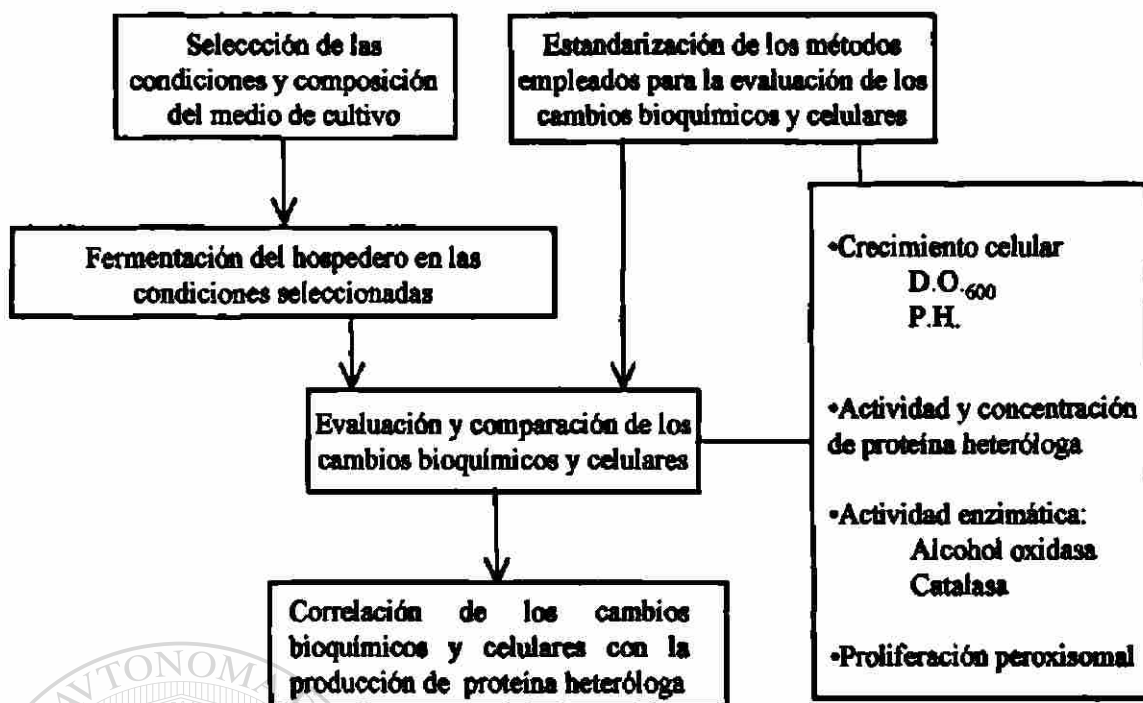 Seleccción de las
condiciones y composición
del medio de cultivo
Estandarización de los métodos
empleados para la evaluación de los
cambios bioquímicos y celulares
Fermentación del hospedero en las
condiciones seleccionadas
Evaluación y comparación de los
cambios bioquímicos y celulares
Correlación de los cambios
bioquímicos y celulares con la
producción de proteína heteróloga
•Crecimiento celular
D.O.600
P.H.
•Actividad y concentración
de proteína heteróloga
•Actividad enzimática:
Alcohol oxidasa
Catalasa
•Proliferación peroxisomal